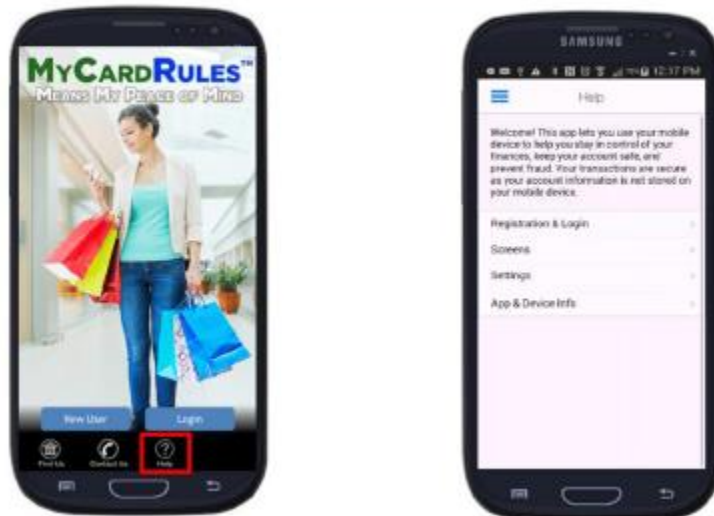 MYCARDRULES™
MEANS MY PEACE OF MIND
New User
Login
Find Us
Contact Us
Help
SAMSUNG
12:17 PM
Help
Welcome! This app lets you use your mobile
device to help you stay in control of your
finances, keep your account safe, and
prevent fraud. Your transactions are secure
as your account information is not stored on
your mobile device.
Registration & Login
Screens
Settings
App & Device Info